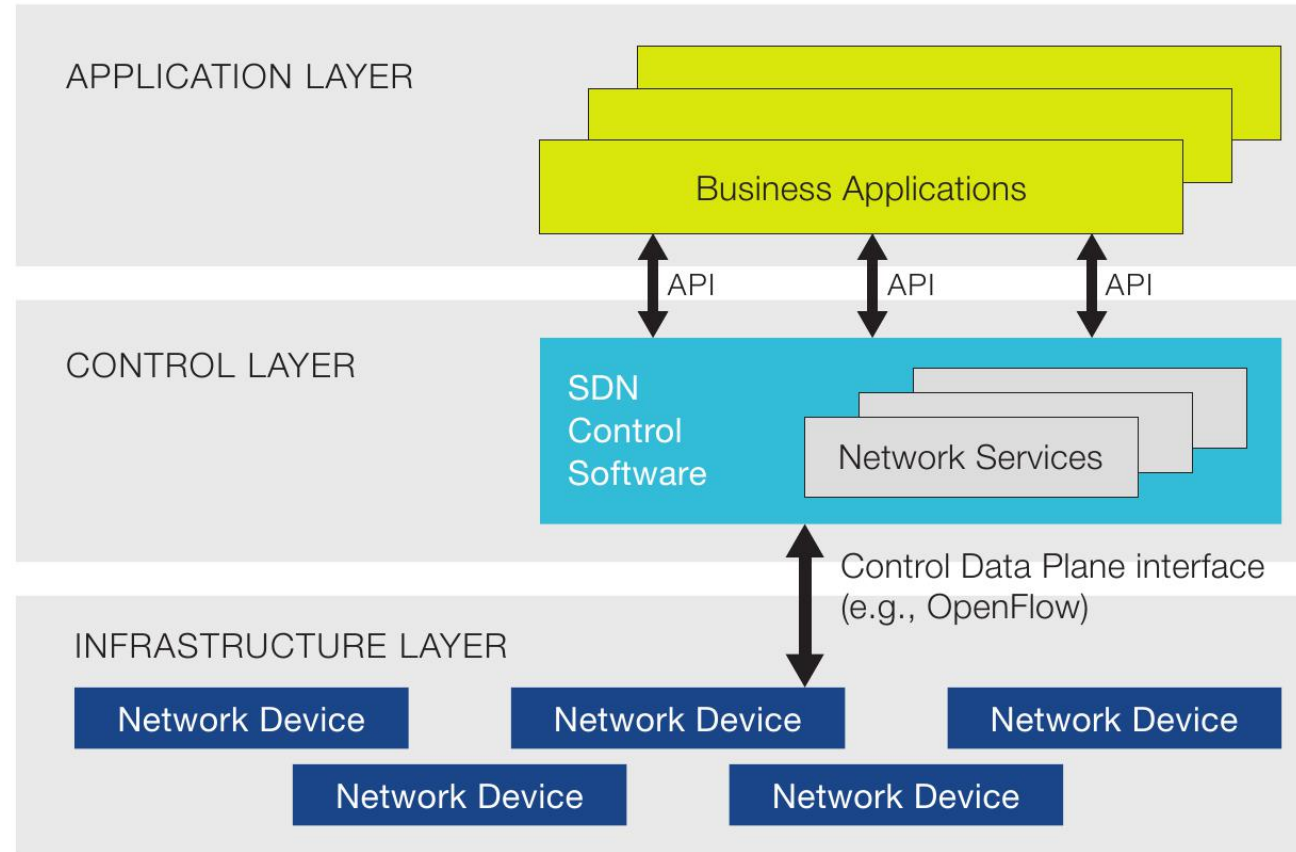 APPLICATION LAYER
Business Applications
API API API
CONTROL LAYER
SDN
Control
Software
Network Services
Control Data Plane interface
(e.g., OpenFlow)
INFRASTRUCTURE LAYER
Network Device Network Device Network Device
Network Device Network Device